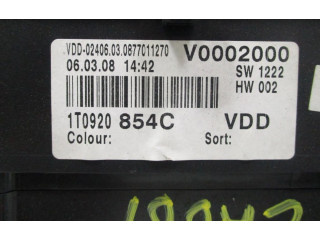 VDD-02406.03.0877011270 V0002000
06.03.08 14:42 SW 1222
HW 002
1T0920 854C VDD
Colour: Sort: